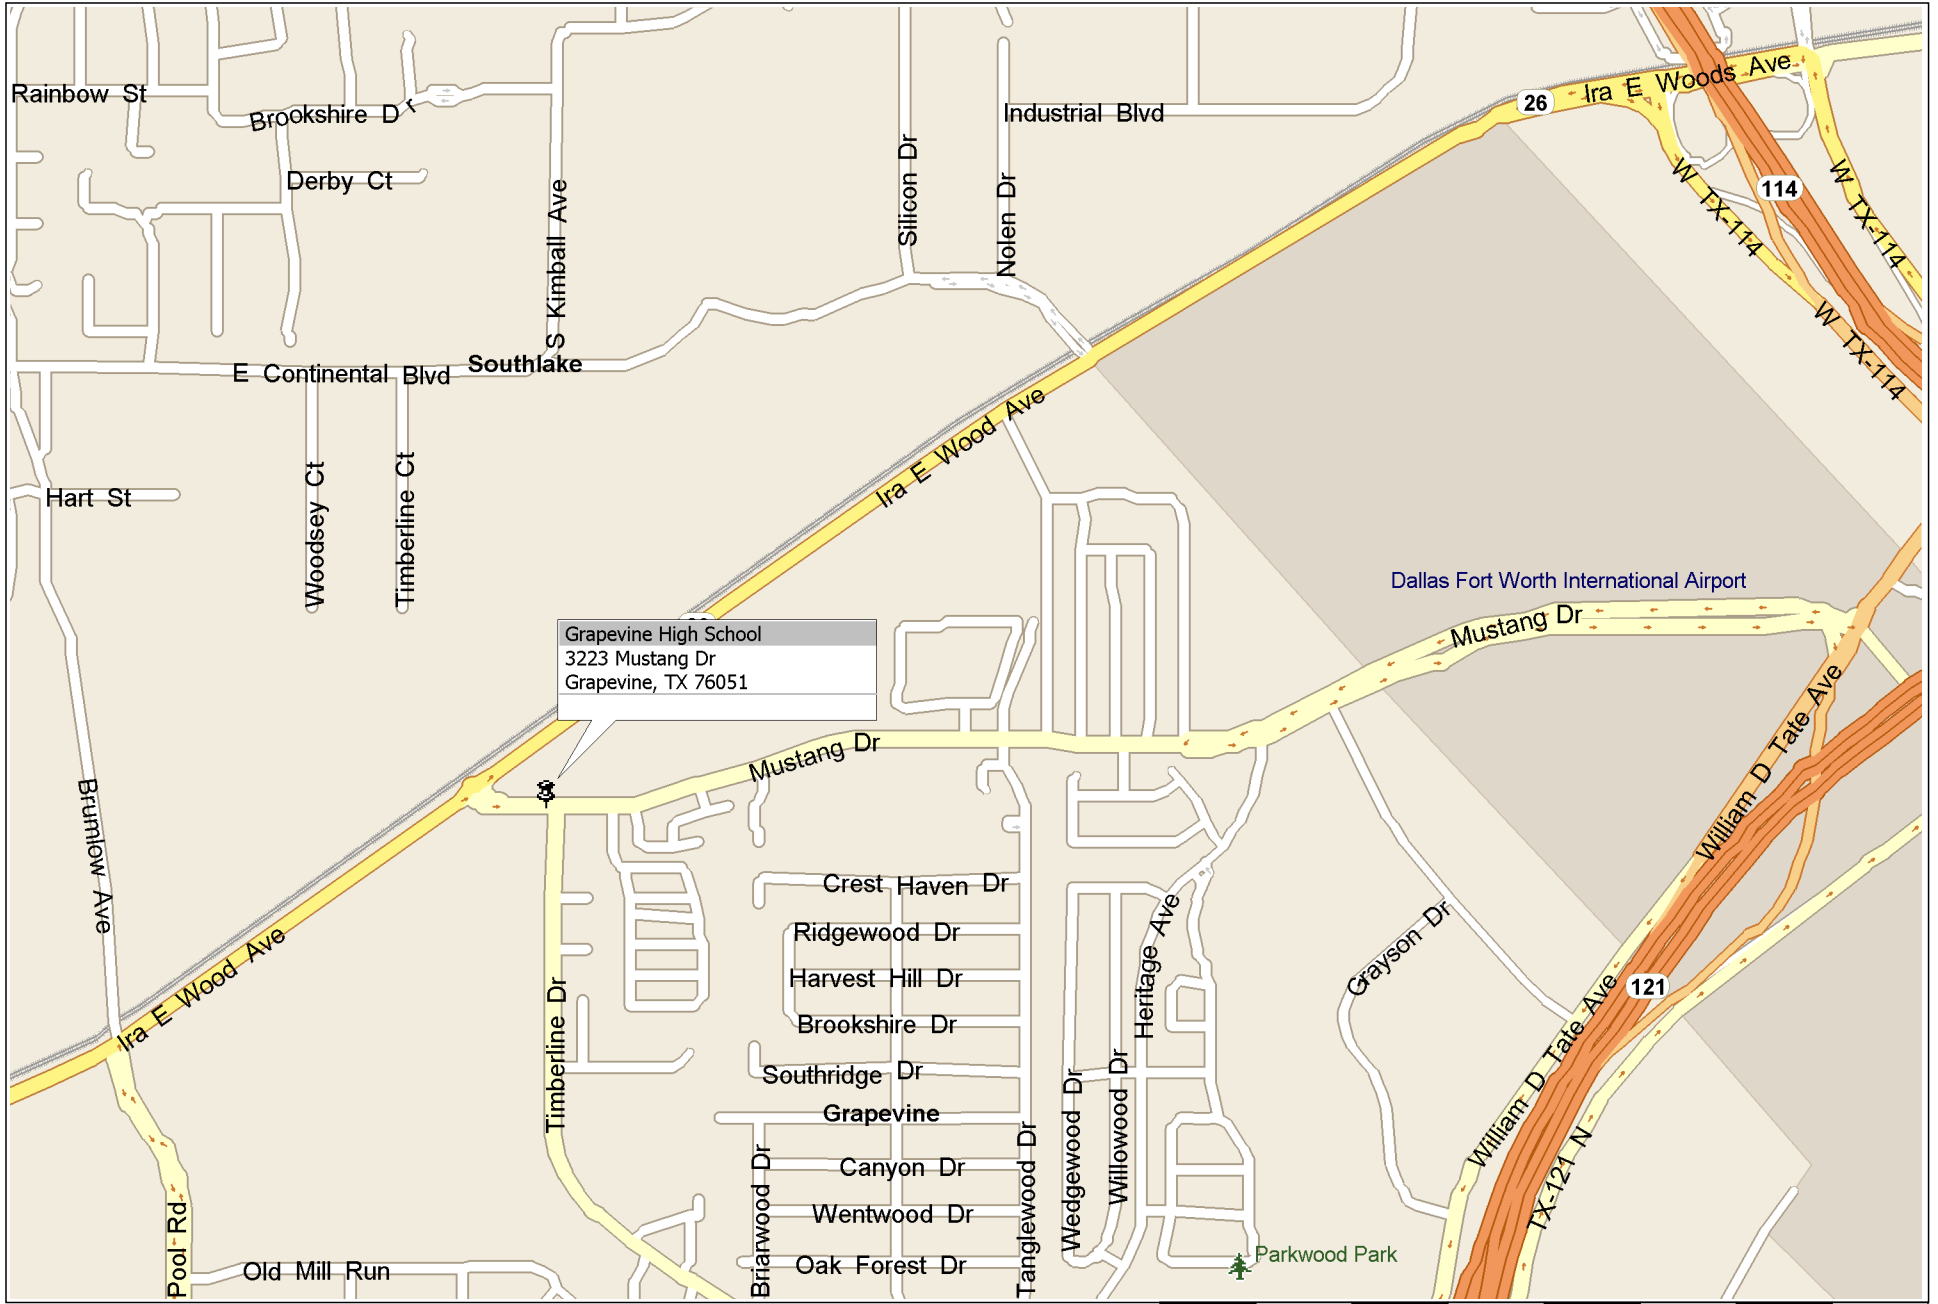 Rainbow St
Brookshire Dr
Derby Ct
S Kimball Ave
Silicon Dr
Nolen Dr
Industrial Blvd
26
Ira E Woods Ave
114
W TX-114
W TX-114
W TX-114
E Continental Blvd
Southlake
Hart St
Woodsey Ct
Timberline Ct
Ira E Wood Ave
Dallas Fort Worth International Airport
Mustang Dr
Grapevine High School
3223 Mustang Dr
Grapevine, TX 76051
Mustang Dr
William D Tate Ave
Brumlow Ave
Ira E Wood Ave
Crest Haven Dr
Ridgewood Dr
Harvest Hill Dr
Brookshire Dr
Southridge Dr
Grapevine
Canyon Dr
Wentwood Dr
Oak Forest Dr
Timberline Dr
Briarwood Dr
Tanglewood Dr
Wedgewood Dr
Willowood Dr
Heritage Ave
Grayson Dr
121
William D Tate Ave
TX-121 N
Pool Rd
Old Mill Run
Parkwood Park